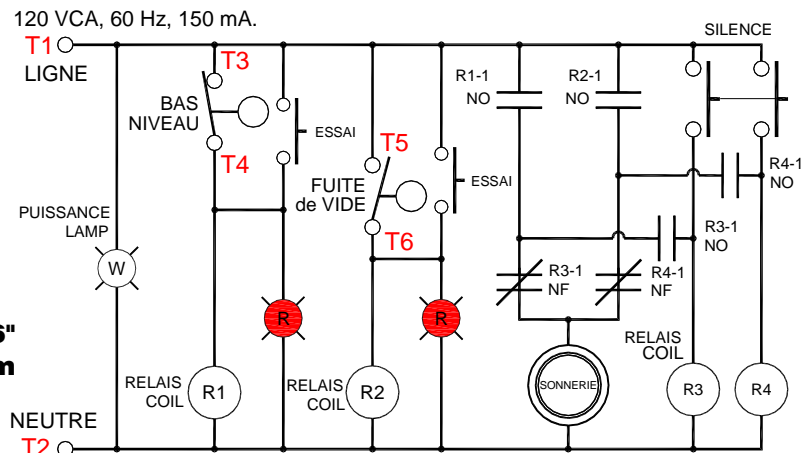 120 VCA, 60 Hz, 150 mA.
T1
LIGNE
T3
BAS
NIVEAU
T4
ESSAI
T5
FUITE
de VIDE
T6
ESSAI
R1-1
NO
R2-1
NO
SILENCE
R4-1
NO
R3-1
NO
R3-1
NF
R4-1
NF
PUISSANCE
LAMP
W
R
R
6"
m
RELAIS
COIL
R1
RELAIS
COIL
R2
SONNERIE
RELAIS
COIL
R3
R4
NEUTRE
T2